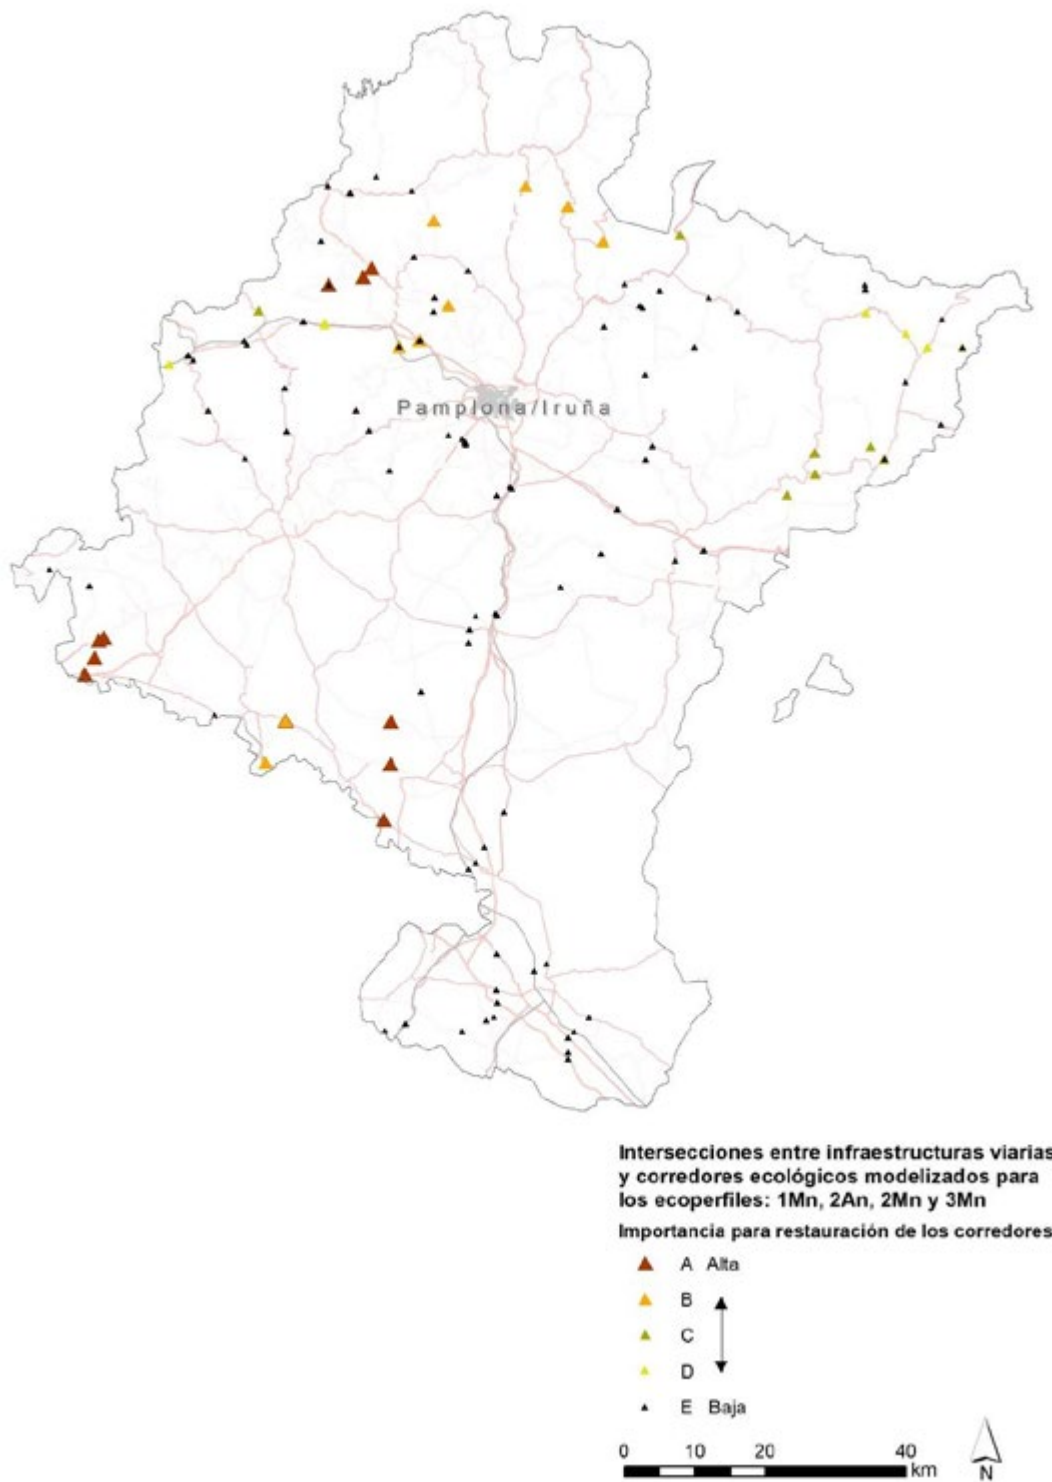 Pamplona/Iruña
Intersecciones entre infraestructuras viarias
y corredores ecológicos modelizados para
los ecoperfiles: 1Mn, 2An, 2Mn y 3Mn
Importancia para restauración de los corredores
A Alta
B
C
D
E Baja
0 10 20 40
km
N